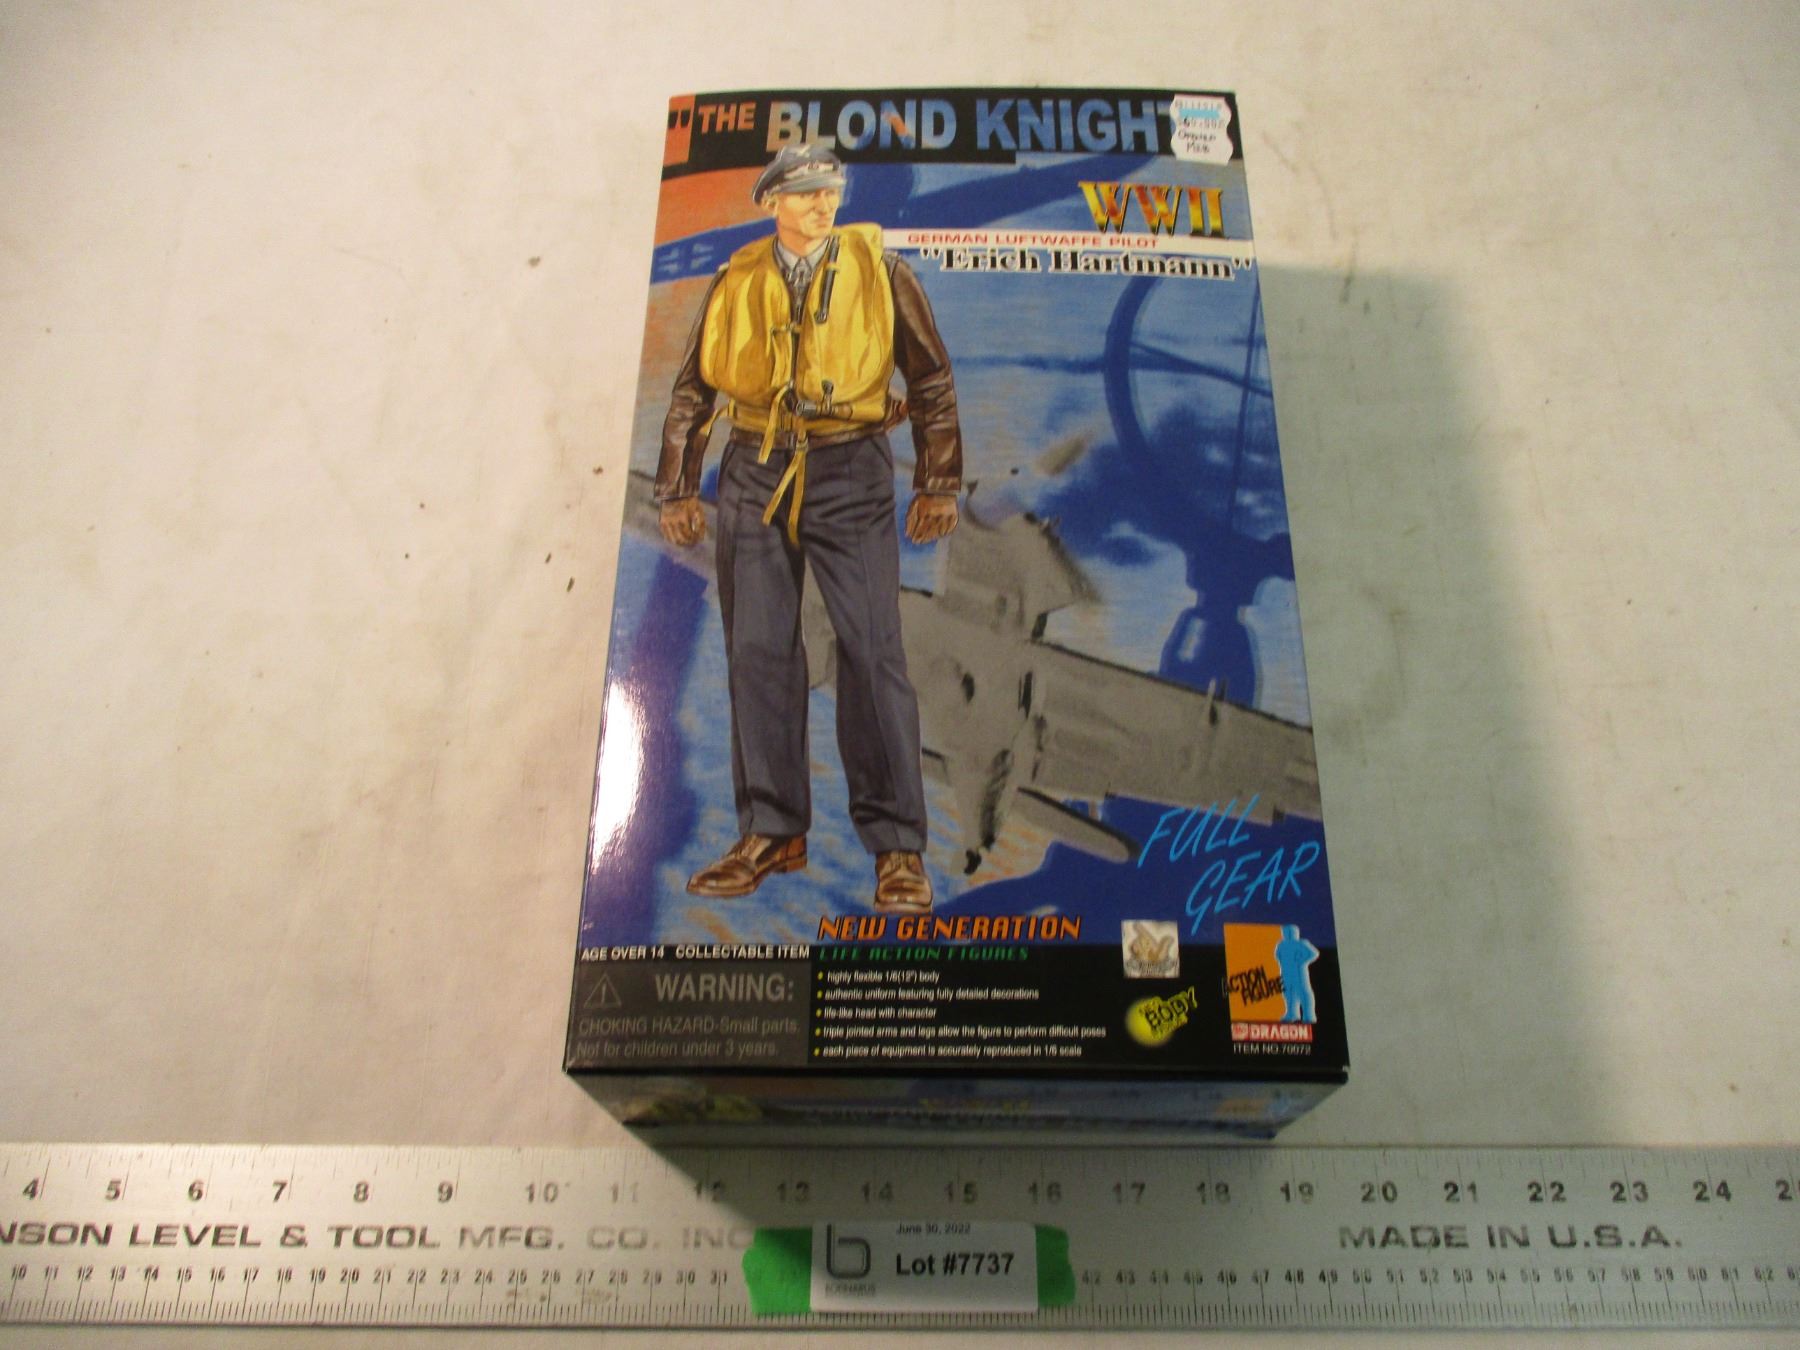 "THE BLOND KNIGHT
Opened
WWII
GERMAN LUFTWAFFE PILOT
"Erich Hartmann"
FULL
GEAR
NEW GENERATION
LIFE ACTION FIGURES
AGE OVER 14 COLLECTABLE ITEM
WARNING:
CHOKING HAZARD-Small parts.
Not for children under 3 years.
highly flexible 1/6(12") body
authentic uniform featuring fully detailed decorations
life-like head with character
triple jointed arms and legs allow the figure to perform difficult poses
each piece of equipment is accurately reproduced in 1/6 scale
BODY
ACTION
FIGURE
DRAGON
ITEM NO.70072
4 5 6 7 8 9 10 11 12 13 14 15 16 17 18 19 20 21 22 23 24
NSON LEVEL & TOOL MFG. CO. INC
MADE IN U.S.A.
June 30, 2022
Lot #7737